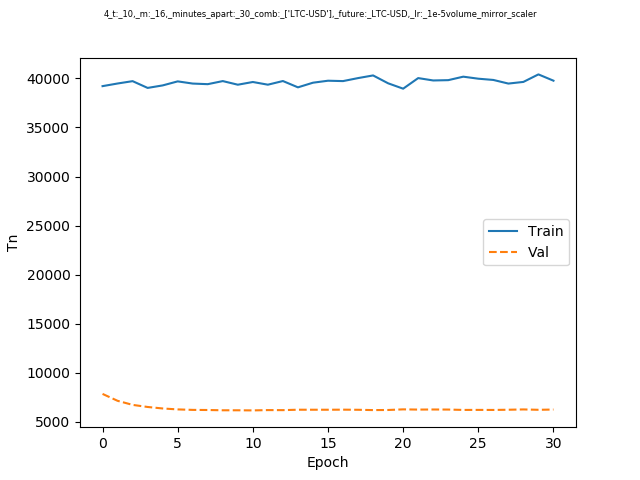 4_t:_10,_m:_16,_minutes_apart:_30_comb:_['LTC-USD'],_future:_LTC-USD,_lr:_1e-5volume_mirror_scaler
40000
35000
30000
25000
20000
15000
10000
5000
Tn
Train
Val
0 5 10 15 20 25 30
Epoch